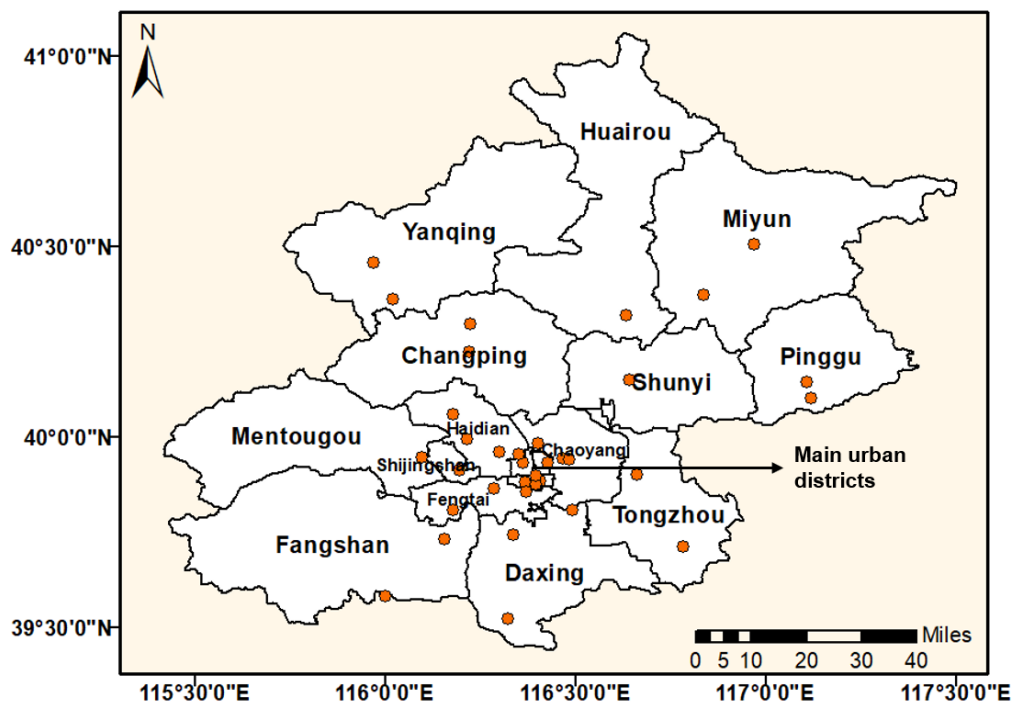 N
41°0'0"N
Huairou
Miyun
Yanqing
40°30'0"N
Changping
Pinggu
Shunyi
40°0'0"N
Mentougou
Haidian
Chaoyang
Shijingshan
Main urban
districts
Fengtai
Tongzhou
Fangshan
Daxing
39°30'0"N
Miles
0 5 10 20 30 40
115°30'0"E 116°0'0"E 116°30'0"E 117°0'0"E 117°30'0"E